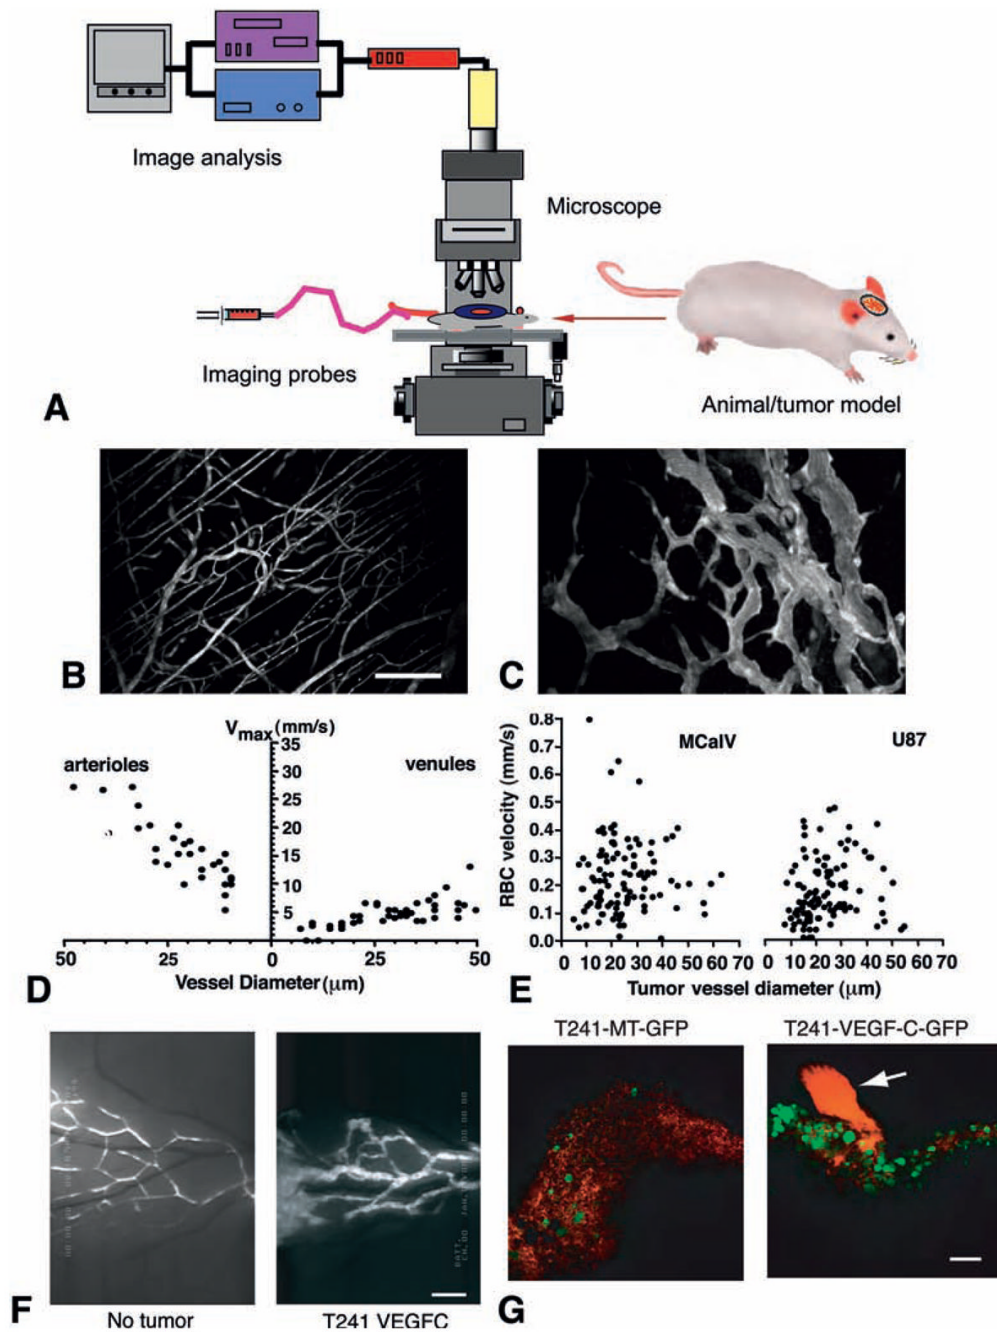 Image analysis
Microscope
Imaging probes
Animal/tumor model
A
B
C
Vmax (mm/s)
arterioles
venules
35
30
25
20
15
10
5
50
25
0
25
50
Vessel Diameter (μm)
D
RBC velocity (mm/s)
0.8
0.7
0.6
0.5
0.4
0.3
0.2
0.1
0.0
MCaIV
U87
0 10 20 30 40 50 60 70
0 10 20 30 40 50 60 70
Tumor vessel diameter (μm)
E
T241-MT-GFP
T241-VEGF-C-GFP
F
No tumor
T241 VEGFC
G